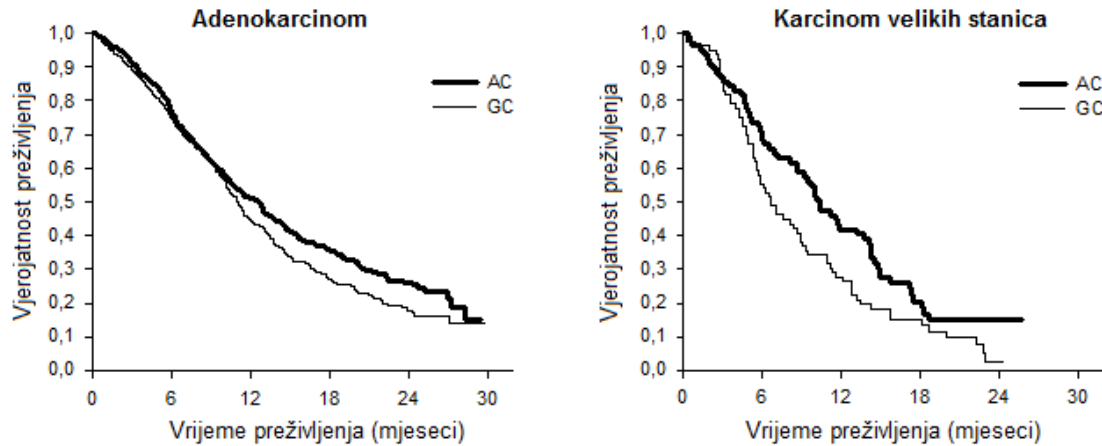 Adenokarcinom
Vjerojatnost preživljenja
1,0
0,9
0,8
0,7
0,6
0,5
0,4
0,3
0,2
0,1
0,0
AC
GC
0 6 12 18 24 30
Vrijeme preživljenja (mjeseci)
Karcinom velikih stanica
Vjerojatnost preživljenja
1,0
0,9
0,8
0,7
0,6
0,5
0,4
0,3
0,2
0,1
0,0
AC
GC
0 6 12 18 24 30
Vrijeme preživljenja (mjeseci)